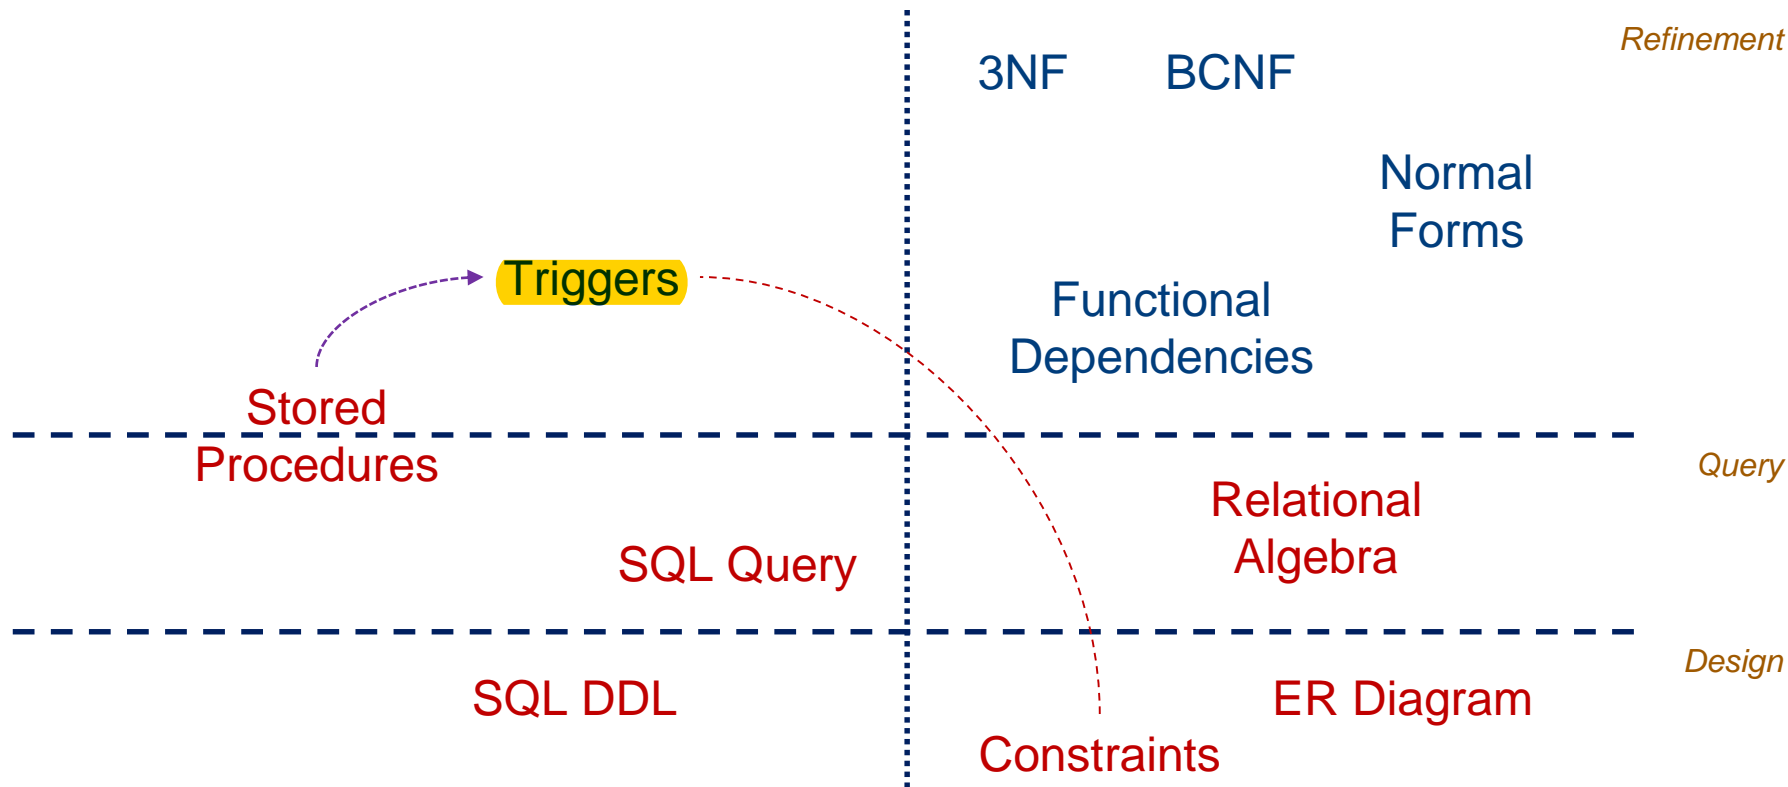 Refinement
3NF
BCNF
Normal
Forms
Triggers
Functional
Dependencies
Stored
Procedures
Query
Relational
Algebra
SQL Query
Design
SQL DDL
ER Diagram
Constraints